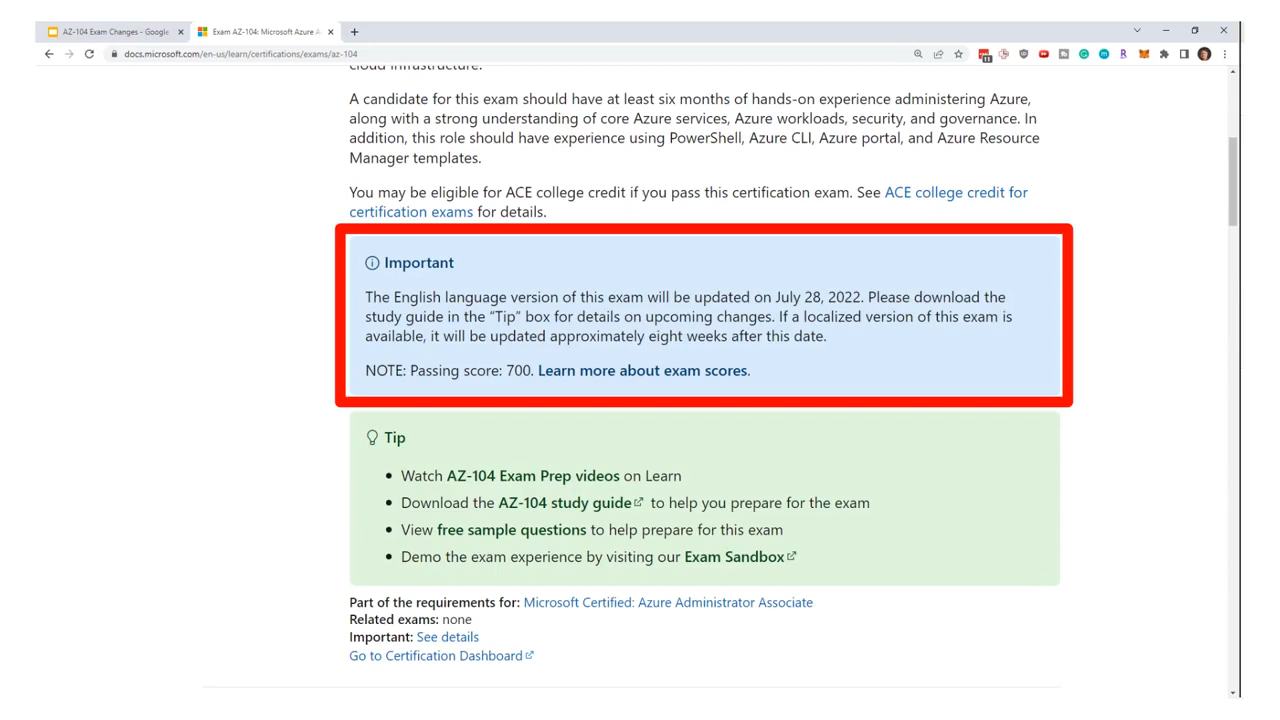 AZ-104 Exam Changes - Google
Exam AZ-104: Microsoft Azure A
docs.microsoft.com/en-us/learn/certifications/exams/az-104
cloud infrastructure.
A candidate for this exam should have at least six months of hands-on experience administering Azure,
along with a strong understanding of core Azure services, Azure workloads, security, and governance. In
addition, this role should have experience using PowerShell, Azure CLI, Azure portal, and Azure Resource
Manager templates.
You may be eligible for ACE college credit if you pass this certification exam. See ACE college credit for
certification exams for details.
Important
The English language version of this exam will be updated on July 28, 2022. Please download the
study guide in the “Tip” box for details on upcoming changes. If a localized version of this exam is
available, it will be updated approximately eight weeks after this date.
NOTE: Passing score: 700. Learn more about exam scores.
Tip
• Watch AZ-104 Exam Prep videos on Learn
• Download the AZ-104 study guide to help you prepare for the exam
• View free sample questions to help prepare for this exam
• Demo the exam experience by visiting our Exam Sandbox
Part of the requirements for: Microsoft Certified: Azure Administrator Associate
Related exams: none
Important: See details
Go to Certification Dashboard